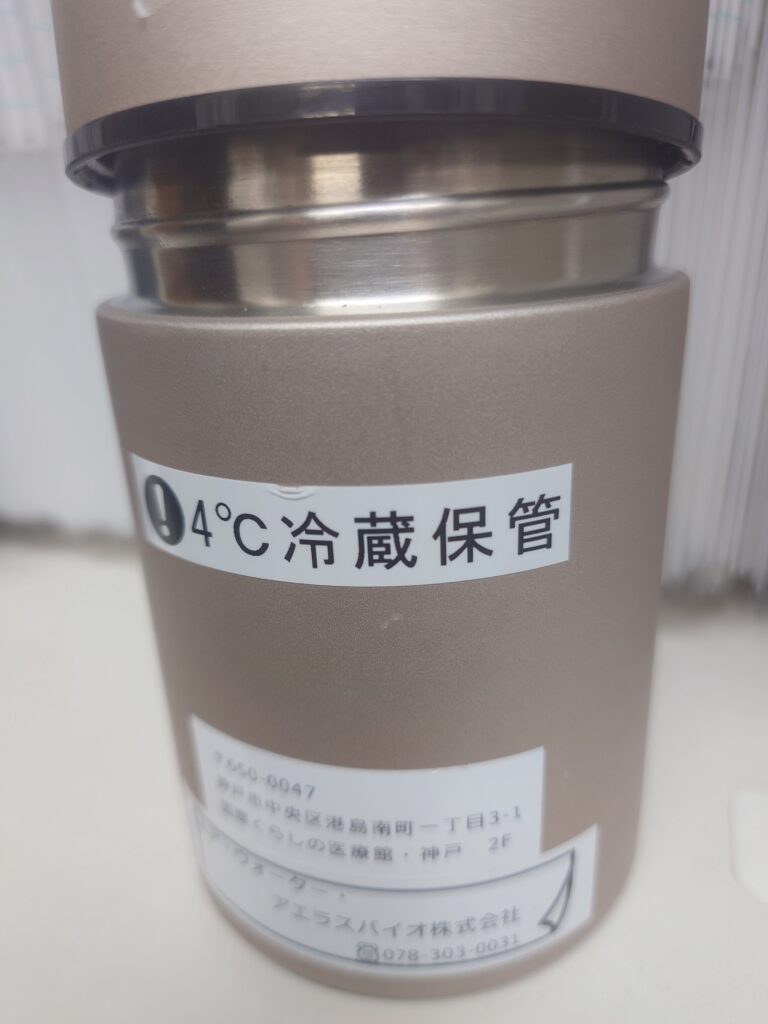 4℃冷蔵保管
〒650-0047
神戸市中央区港島南町一丁目3-1
くらしの医療館・神戸 2F
ウォーター・
アエラスバイオ株式会社
☎078-303-0031